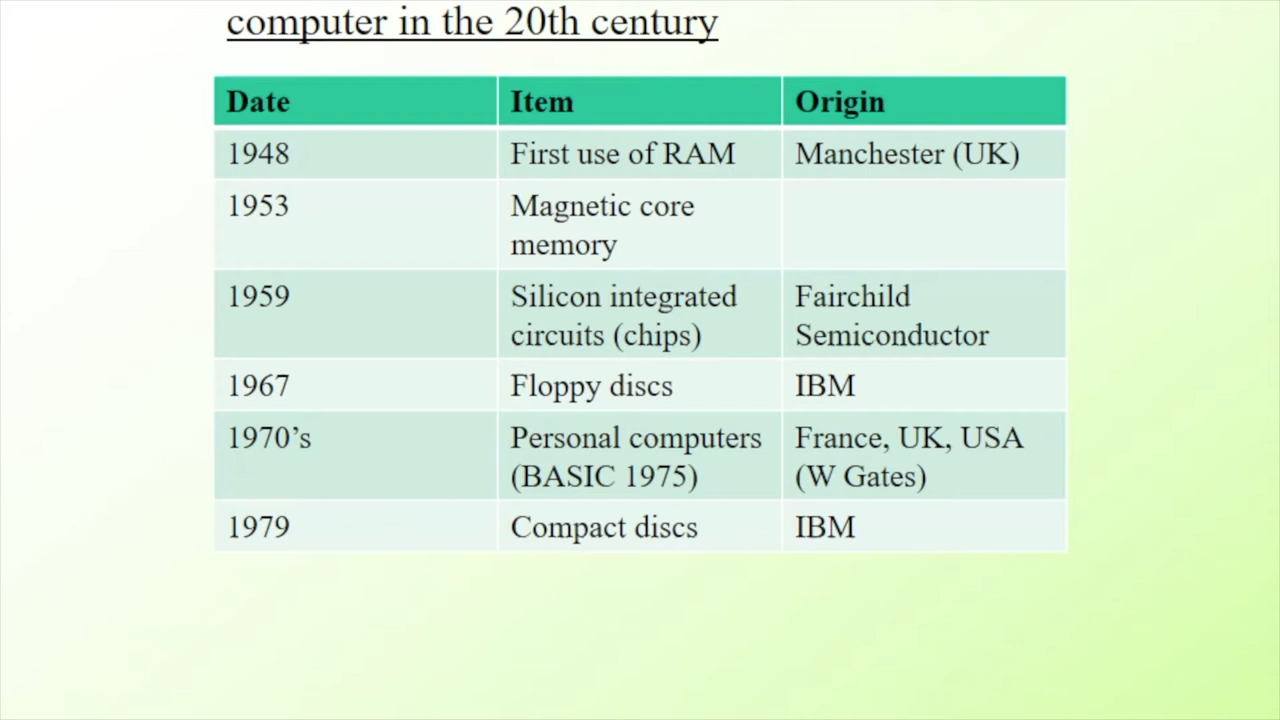 computer in the 20th century
Date Item Origin
1948 First use of RAM Manchester (UK)
1953 Magnetic core
memory
1959 Silicon integrated Fairchild
circuits (chips) Semiconductor
1967 Floppy discs IBM
1970’s Personal computers France, UK, USA
(BASIC 1975) (W Gates)
1979 Compact discs IBM